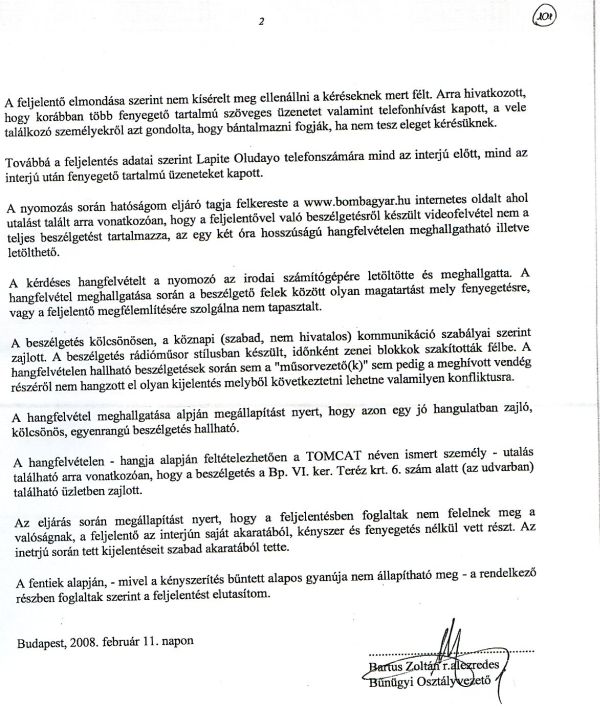 2
101
A feljelentő elmondása szerint nem kísérelt meg ellenállni a kéréseknek mert félt. Arra hivatkozott,
hogy korábban több fenyegető tartalmú szöveges üzenetet valamint telefonhívást kapott, a vele
találkozó személyekről azt gondolta, hogy bántalmazni fogják, ha nem tesz eleget kérésüknek.
Továbbá a feljelentés adatai szerint Lapite Oludayo telefonszámára mind az interjú előtt, mind az
interjú után fenyegető tartalmú üzeneteket kapott.
A nyomozás során hatóságom eljáró tagja felkereste a www.bombagyar.hu internetes oldalt ahol
utalást talált arra vonatkozóan, hogy a feljelentővel való beszélgetésről készült videofelvétel nem a
teljes beszélgetést tartalmazza, az egy két óra hosszúságú hangfelvételen meghallgatható illetve
letölthető.
A kérdéses hangfelvételt a nyomozó az irodai számítógépére letöltötte és meghallgatta. A
hangfelvétel meghallgatása során a beszélgető felek között olyan magatartást mely fenyegetésre,
vagy a feljelentő megfélemlítésére szolgálna nem tapasztalt.
A beszélgetés kölcsönösen, a köznapi (szabad, nem hivatalos) kommunikáció szabályai szerint
zajlott. A beszélgetés rádióműsor stílusban készült, időnként zenei blokkok szakították félbe. A
hangfelvételen hallható beszélgetések során sem a "műsorvezető(k)" sem pedig a meghívott vendég
részéről nem hangzott el olyan kijelentés melyből következtetni lehetne valamilyen konfliktusra.
A hangfelvétel meghallgatása alpján megállapítást nyert, hogy azon egy jó hangulatban zajló,
kölcsönös, egyenrangú beszélgetés hallható.
A hangfelvételen - hangja alapján feltételezhetően a TOMCAT néven ismert személy - utalás
található arra vonatkozóan, hogy a beszélgetés a Bp. VI. ker. Teréz krt. 6. szám alatt (az udvarban)
található üzletben zajlott.
Az eljárás során megállapítást nyert, hogy a feljelentésben foglaltak nem felelnek meg a
valóságnak, a feljelentő az interjún saját akaratából, kényszer és fenyegetés nélkül vett részt. Az
inetrjú során tett kijelentéseit szabad akaratából tette.
A fentiek alapján, - mivel a kényszerítés bűntett alapos gyanúja nem állapítható meg - a rendelkező
részben foglaltak szerint a feljelentést elutasítom.
Budapest, 2008. február 11. napon
Bartus Zoltán r.alezredes
Bűnügyi Osztályvezető